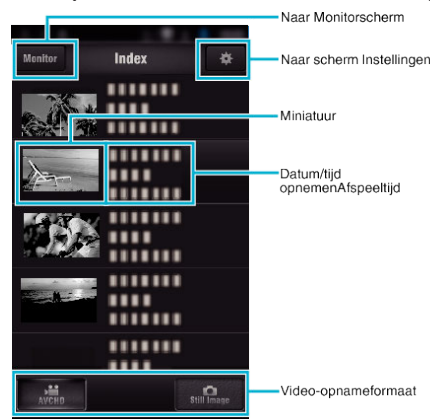 Naar Monitorscherm
Monitor
Index
Naar scherm Instellingen
Miniatuur
Datum/tijd
opnemenAfspeeltijd
AVCHD
Still Image
Video-opnameformaat